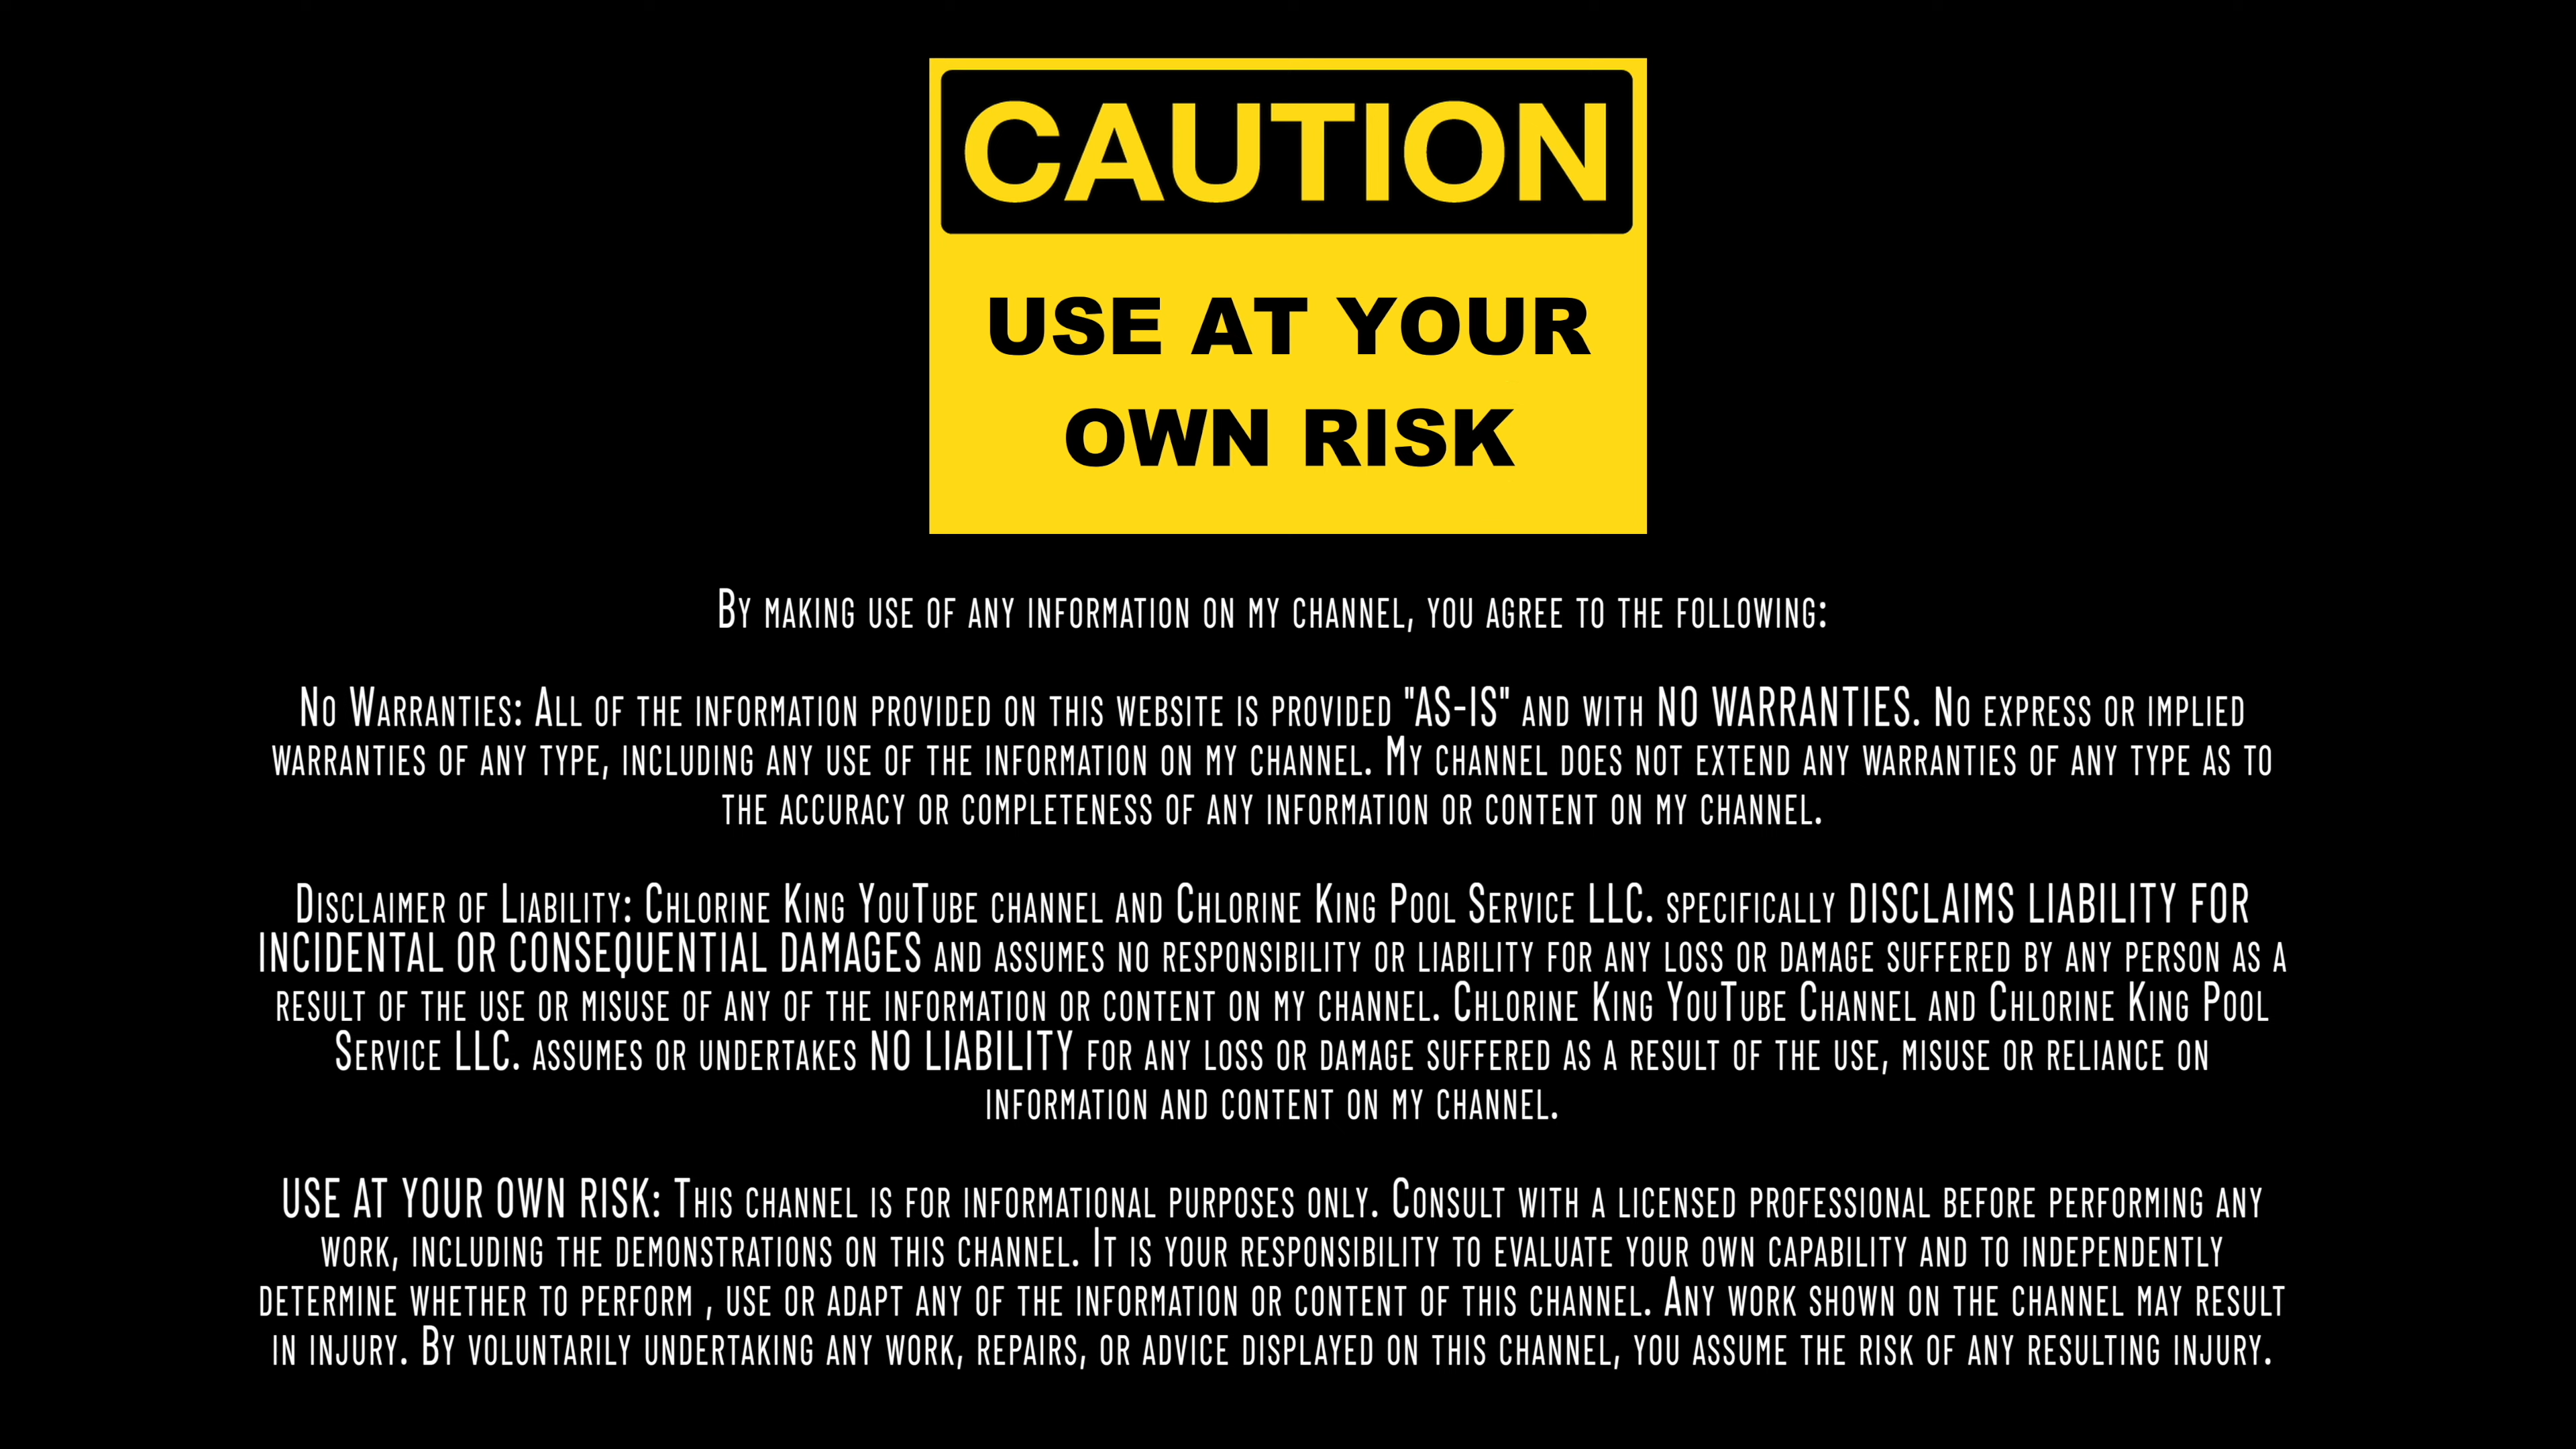 CAUTION
USE AT YOUR
OWN RISK
By making use of any information on my channel, you agree to the following:
No Warranties: All of the information provided on this website is provided "AS-IS" and with NO WARRANTIES. No express or implied
warranties of any type, including any use of the information on my channel. My channel does not extend any warranties of any type as to
the accuracy or completeness of any information or content on my channel.
Disclaimer of Liability: Chlorine King YouTube channel and Chlorine King Pool Service LLC. specifically DISCLAIMS LIABILITY FOR
INCIDENTAL OR CONSEQUENTIAL DAMAGES and assumes no responsibility or liability for any loss or damage suffered by any person as a
result of the use or misuse of any of the information or content on my channel. Chlorine King YouTube Channel and Chlorine King Pool
Service LLC. assumes or undertakes NO LIABILITY for any loss or damage suffered as a result of the use, misuse or reliance on
information and content on my channel.
USE AT YOUR OWN RISK: This channel is for informational purposes only. Consult with a licensed professional before performing any
work, including the demonstrations on this channel. It is your responsibility to evaluate your own capability and to independently
determine whether to perform , use or adapt any of the information or content of this channel. Any work shown on the channel may result
in injury. By voluntarily undertaking any work, repairs, or advice displayed on this channel, you assume the risk of any resulting injury.